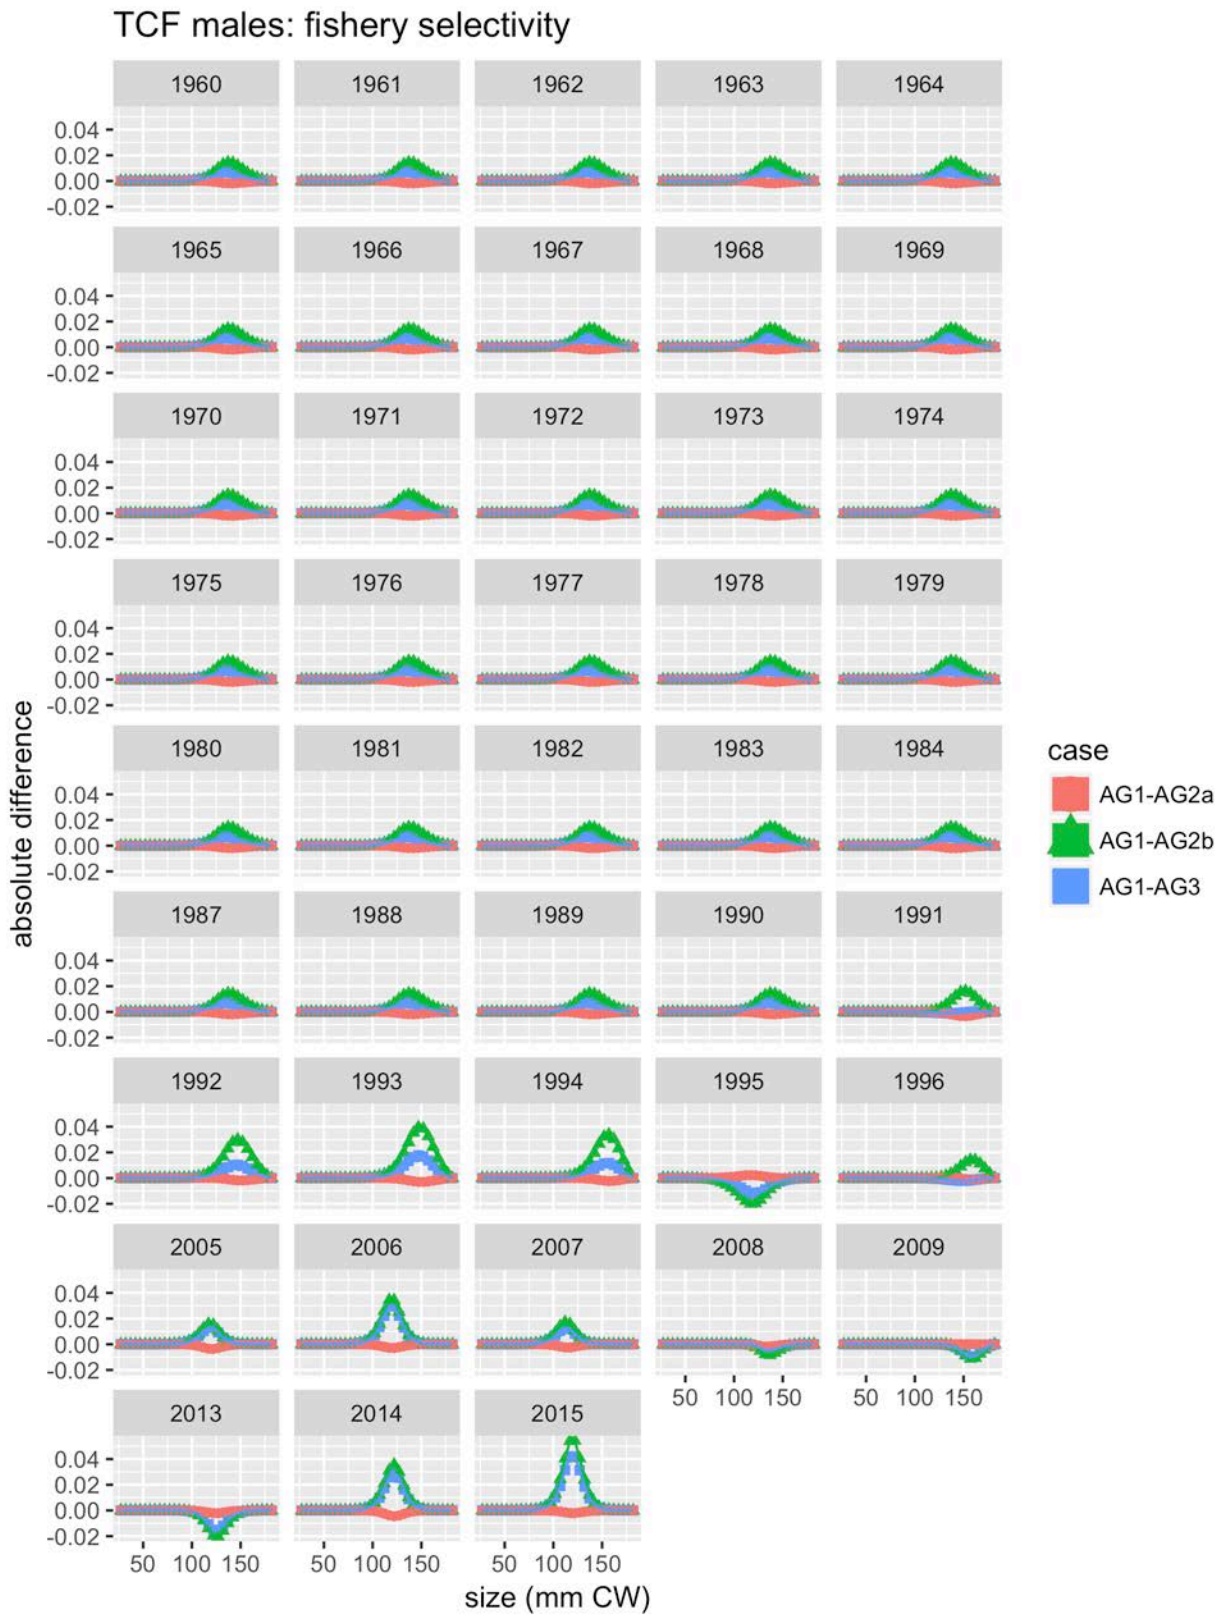 TCF males: fishery selectivity
1960 1961 1962 1963 1964
0.04
0.02
0.00
-0.02
1965 1966 1967 1968 1969
0.04
0.02
0.00
-0.02
1970 1971 1972 1973 1974
0.04
0.02
0.00
-0.02
1975 1976 1977 1978 1979
0.04
0.02
0.00
-0.02
1980 1981 1982 1983 1984
0.04
0.02
0.00
-0.02
1987 1988 1989 1990 1991
0.04
0.02
0.00
-0.02
1992 1993 1994 1995 1996
0.04
0.02
0.00
-0.02
2005 2006 2007 2008 2009
0.04
0.02
0.00
-0.02
50 100 150 50 100 150
2013 2014 2015
0.04
0.02
0.00
-0.02
50 100 150 50 100 150 50 100 150
size (mm CW)
absolute difference
case
AG1-AG2a
AG1-AG2b
AG1-AG3